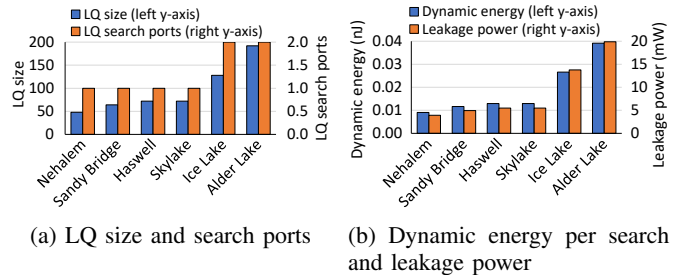 LQ size (left y-axis)
LQ search ports (right y-axis)
200
150
100
50
0
LQ size
2.0
1.5
1.0
0.5
0.0
LQ search ports
Nehalem
Sandy Bridge
Haswell
Skylake
Ice Lake
Alder Lake
(a) LQ size and search ports
Dynamic energy (left y-axis)
Leakage power (right y-axis)
0.04
0.03
0.02
0.01
0.00
Dynamic energy (nJ)
20
15
10
5
0
Leakage power (mW)
Nehalem
Sandy Bridge
Haswell
Skylake
Ice Lake
Alder Lake
(b) Dynamic energy per search
and leakage power